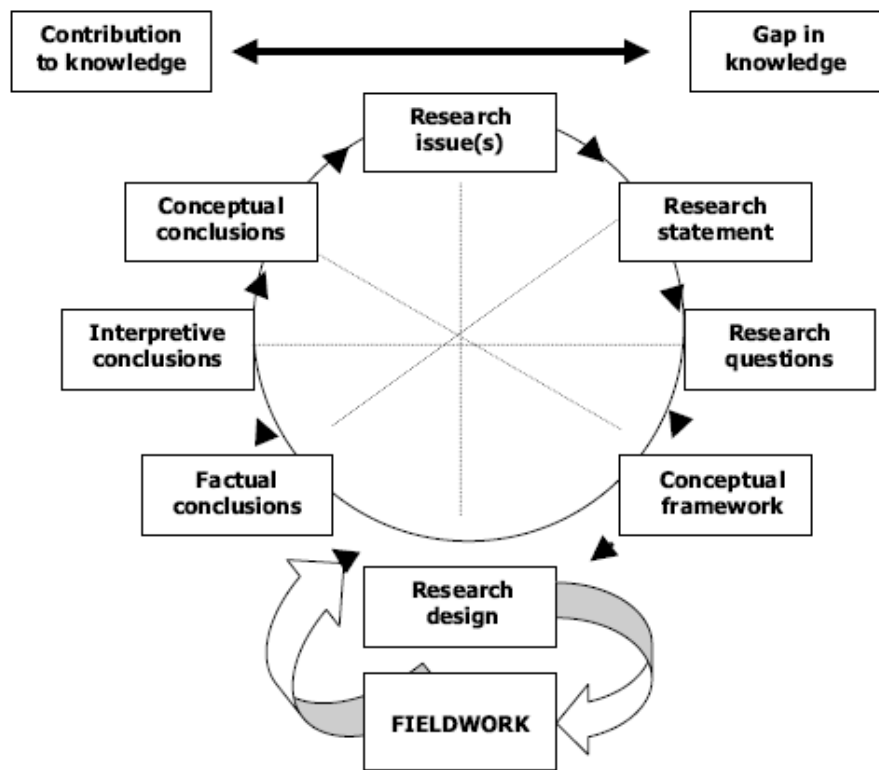 Contribution
to knowledge
Gap in
knowledge
Research
issue(s)
Conceptual
conclusions
Research
statement
Interpretive
conclusions
Research
questions
Factual
conclusions
Conceptual
framework
Research
design
FIELDWORK